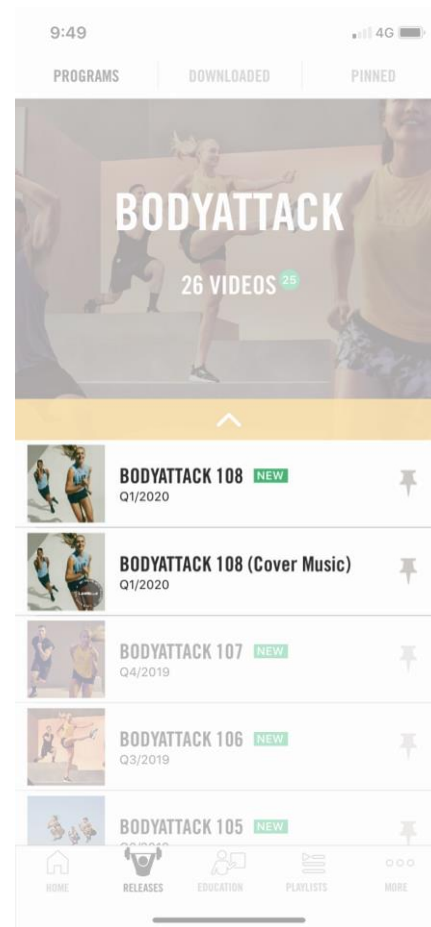 9:49
4G
PROGRAMS
DOWNLOADED
PINNED
BODYATTACK
26 VIDEOS 25
BODYATTACK 108 NEW
Q1/2020
BODYATTACK 108 (Cover Music)
Q1/2020
BODYATTACK 107 NEW
Q4/2019
BODYATTACK 106 NEW
Q3/2019
BODYATTACK 105 NEW
HOME
RELEASES
EDUCATION
PLAYLISTS
MORE